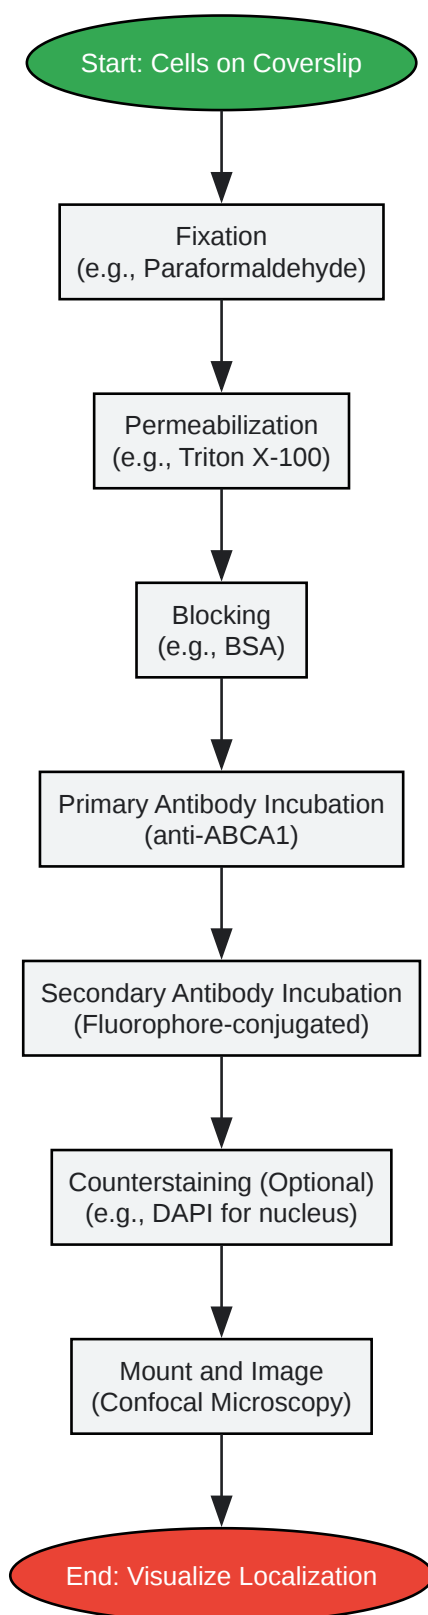 Start: Cells on Coverslip
Fixation
(e.g., Paraformaldehyde)
Permeabilization
(e.g., Triton X-100)
Blocking
(e.g., BSA)
Primary Antibody Incubation
(anti-ABCA1)
Secondary Antibody Incubation
(Fluorophore-conjugated)
Counterstaining (Optional)
(e.g., DAPI for nucleus)
Mount and Image
(Confocal Microscopy)
End: Visualize Localization